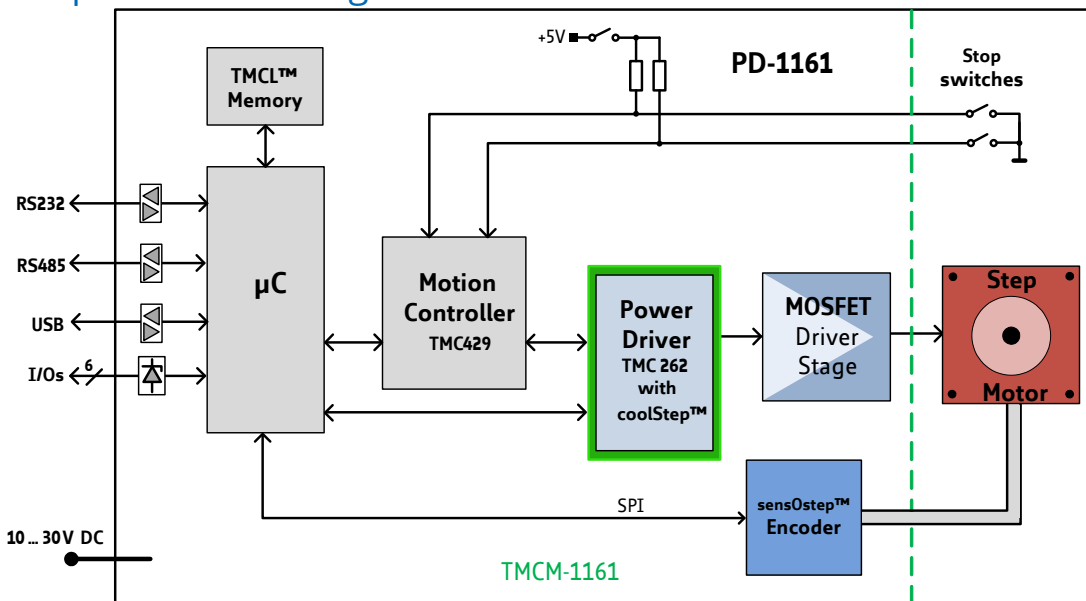 +5V
PD-1161
Stop
switches
TMCL™
Memory
RS232
RS485
USB
I/Os
6
µC
Motion
Controller
TMC429
Power
Driver
TMC 262
with
coolStep™
MOSFET
Driver
Stage
Step
Motor
SPI
sensOstep™
Encoder
10 ... 30V DC
TMCM-1161